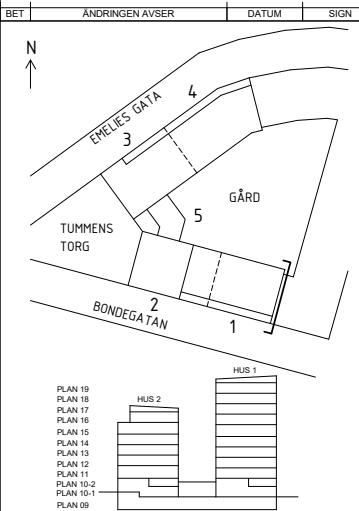 BET ÄNDRINGEN AVSER DATUM SIGN
N
EMELIES GATA
4
3
GÅRD
5
TUMMENS
TORG
2
BONDEGATAN
1
HUS 1
PLAN 19
PLAN 18
HUS 2
PLAN 17
PLAN 16
PLAN 15
PLAN 14
PLAN 13
PLAN 12
PLAN 11
PLAN 10-2
PLAN 10-1
PLAN 09